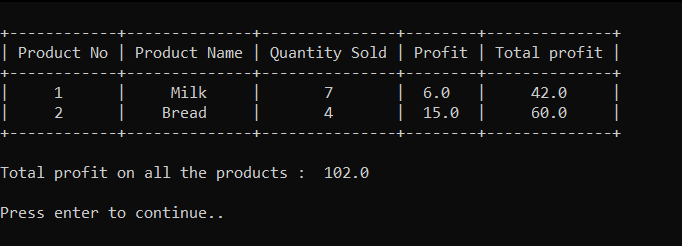 +------------+--------------+---------------+--------+--------------+
| Product No | Product Name | Quantity Sold | Profit | Total profit |
+------------+--------------+---------------+--------+--------------+
|     1      |     Milk     |       7       |  6.0   |     42.0     |
|     2      |    Bread     |       4       |  15.0  |     60.0     |
+------------+--------------+---------------+--------+--------------+
Total profit on all the products :  102.0
Press enter to continue..